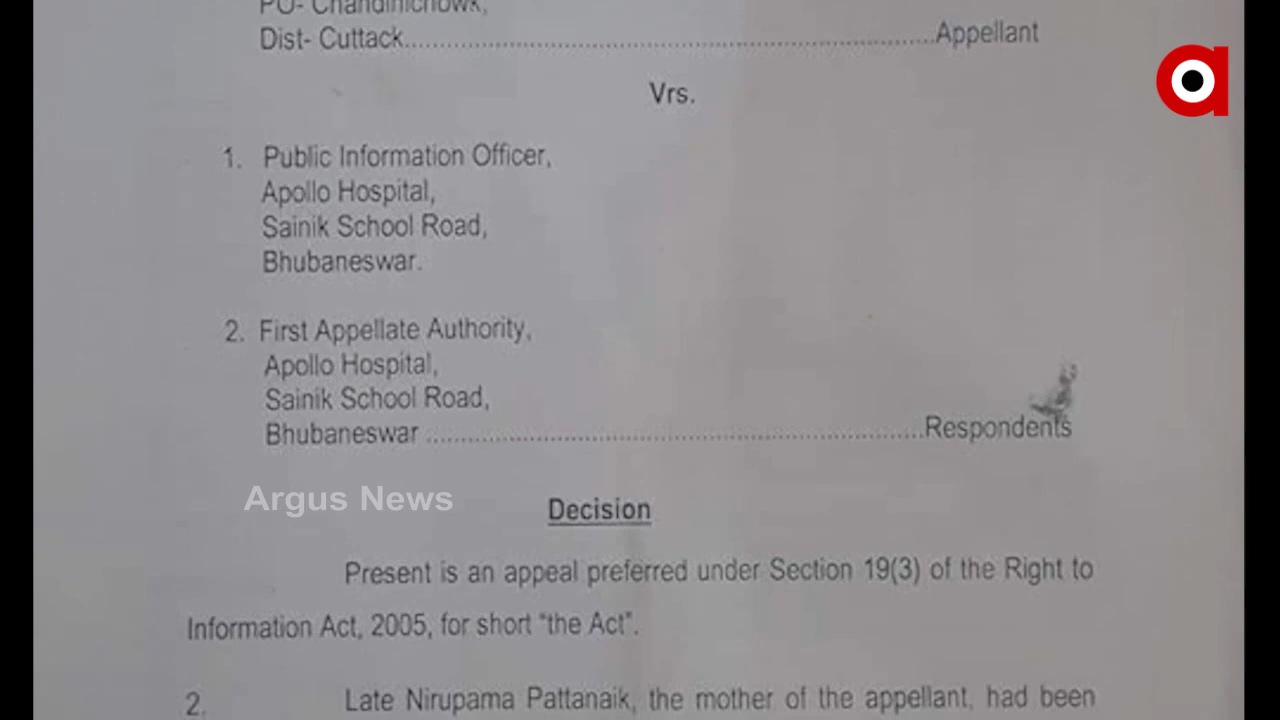 PO- Chandinichowk,
Dist- Cuttack..........................................................................Appellant
Vrs.
1. Public Information Officer,
Apollo Hospital,
Sainik School Road,
Bhubaneswar.
2. First Appellate Authority,
Apollo Hospital,
Sainik School Road,
Bhubaneswar ......................................................................Respondents
Argus News
Decision
Present is an appeal preferred under Section 19(3) of the Right to
Information Act, 2005, for short "the Act".
2. Late Nirupama Pattanaik, the mother of the appellant, had been